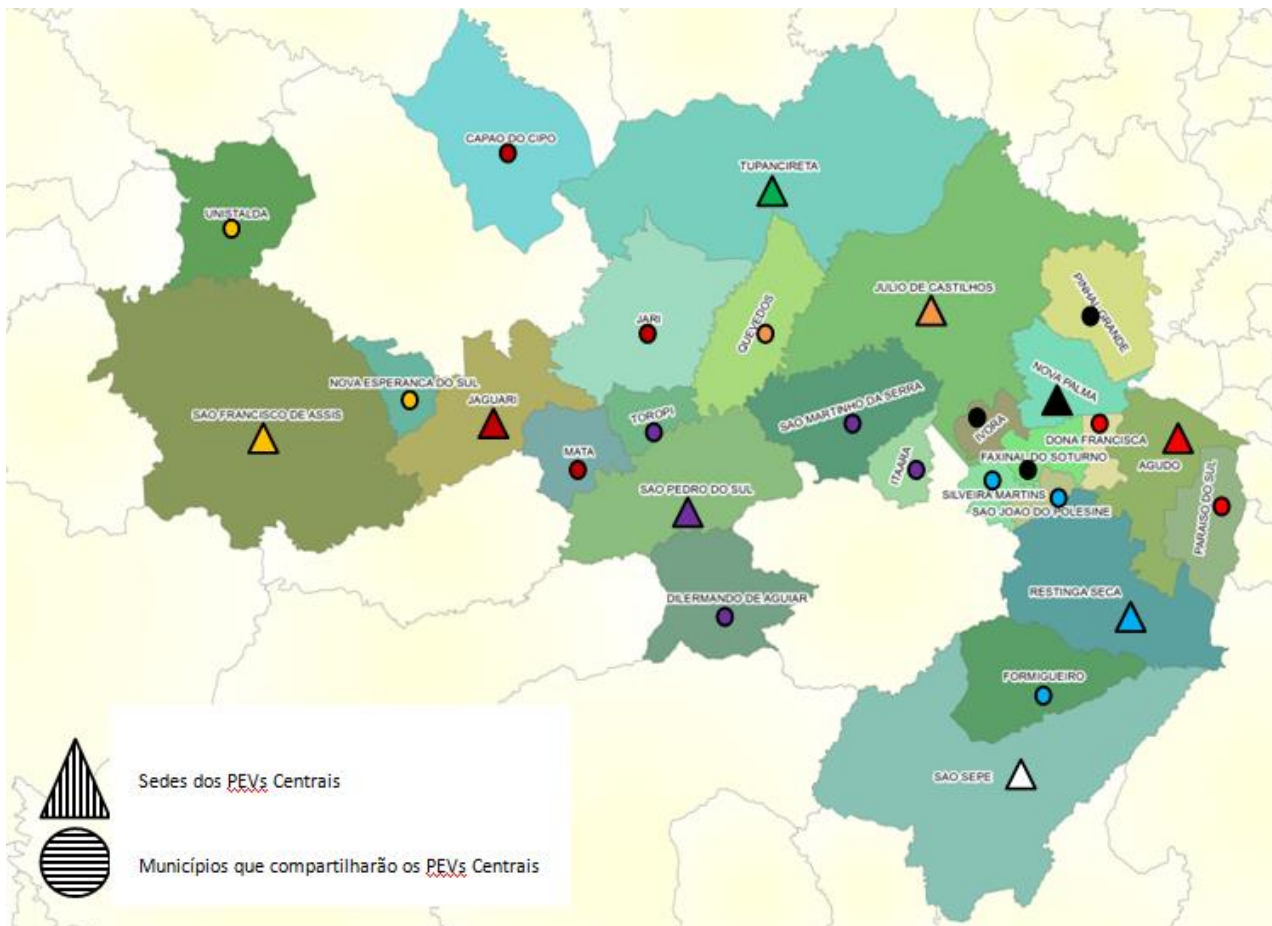 CAPAO DO CIPO
TUPANCIRETA
UNISTALDA
JULIO DE CASTILHOS
PINHAL GRANDE
JARI
QUEVEDOS
NOVA ESPERANCA DO SUL
NOVA PALMA
SAO FRANCISCO DE ASSIS
JAGUARI
TOROPI
SAO MARTINHO DA SERRA
IVORA
DONA FRANCISCA
MATA
ITAARA
FAXINAL DO SOTURNO
AGUDO
SAO PEDRO DO SUL
SILVEIRA MARTINS
SAO JOAO DO POLESINE
PARAISO DO SUL
DILERMANDO DE AGUIAR
RESTINGA SECA
FORMIGUEIRO
SAO SEPE
Sedes dos PEVs Centrais
Municípios que compartilharão os PEVs Centrais